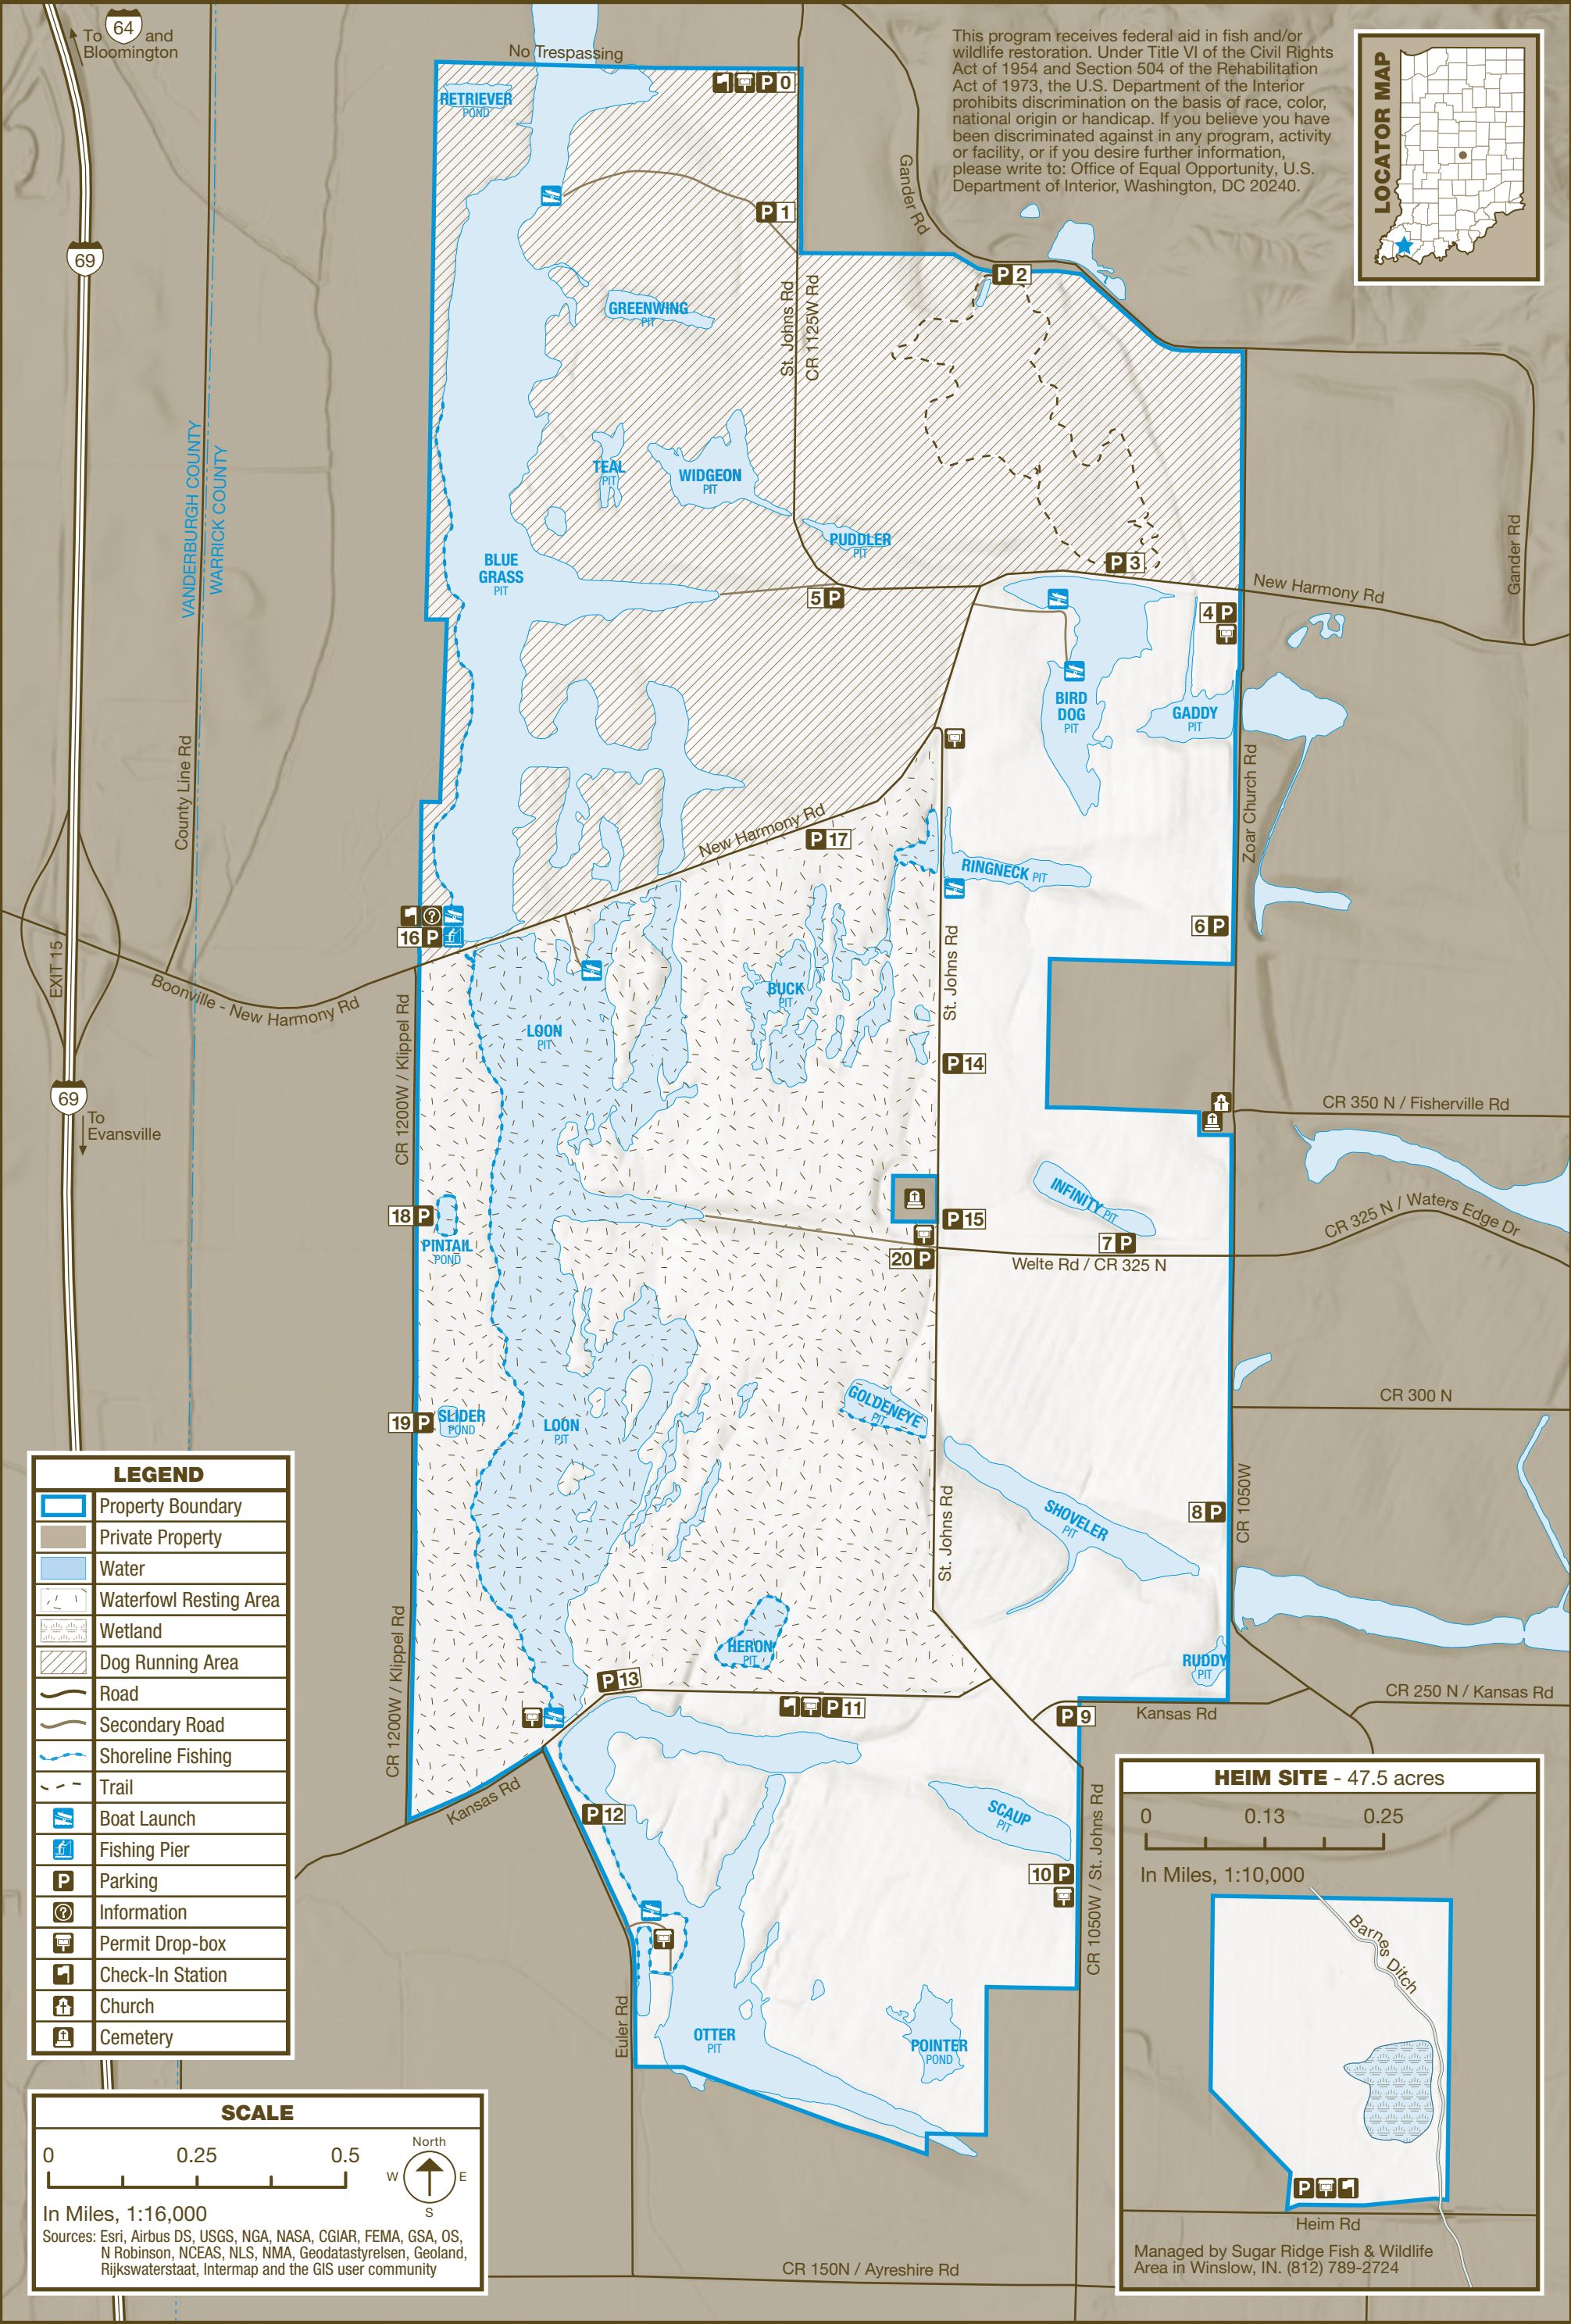 To 64 and
Bloomington
No Trespassing
This program receives federal aid in fish and/or
wildlife restoration. Under Title VI of the Civil Rights
Act of 1954 and Section 504 of the Rehabilitation
Act of 1973, the U.S. Department of the Interior
prohibits discrimination on the basis of race, color,
national origin or handicap. If you believe you have
been discriminated against in any program, activity
or facility, or if you desire further information,
please write to: Office of Equal Opportunity, U.S.
Department of Interior, Washington, DC 20240.
LOCATOR MAP
RETRIEVER
POND
P 0
Gander Rd
P 1
69
P 2
St. Johns Rd
CR 1125W Rd
GREENWING
PIT
VANDERBURGH COUNTY
WARRICK COUNTY
TEAL
PIT
WIDGEON
PIT
PUDDLER
PIT
BLUE
GRASS
PIT
P 3
5 P
4 P
New Harmony Rd
Gander Rd
BIRD
DOG
PIT
GADDY
PIT
County Line Rd
Zoar Church Rd
New Harmony Rd
P 17
RINGNECK PIT
16 P
?
6 P
EXIT 15
Boonville - New Harmony Rd
CR 1200W / Klippel Rd
LOON
PIT
BUCK
PIT
St. Johns Rd
P 14
69
To
Evansville
CR 350 N / Fisherville Rd
INFINITY PIT
18 P
PINTAIL
POND
P 15
7 P
20 P
Welte Rd / CR 325 N
CR 325 N / Waters Edge Dr
CR 300 N
19 P
SLIDER
POND
LOON
PIT
GOLDENEYE
PIT
St. Johns Rd
SHOVELER
PIT
8 P
CR 1050W
LEGEND
Property Boundary
Private Property
Water
Waterfowl Resting Area
Wetland
Dog Running Area
Road
Secondary Road
Shoreline Fishing
Trail
Boat Launch
Fishing Pier
P Parking
? Information
Permit Drop-box
Check-In Station
Church
Cemetery
CR 1200W / Klippel Rd
HERON
PIT
RUDDY
PIT
P 13
P 11
P 9
Kansas Rd
CR 250 N / Kansas Rd
Kansas Rd
P 12
SCAUP
PIT
10 P
CR 1050W / St. Johns Rd
Euler Rd
OTTER
PIT
POINTER
POND
HEIM SITE - 47.5 acres
0 0.13 0.25
In Miles, 1:10,000
Barnes Ditch
P
Heim Rd
Managed by Sugar Ridge Fish & Wildlife
Area in Winslow, IN. (812) 789-2724
SCALE
0 0.25 0.5
In Miles, 1:16,000
North
W E
S
Sources: Esri, Airbus DS, USGS, NGA, NASA, CGIAR, FEMA, GSA, OS,
N Robinson, NCEAS, NLS, NMA, Geodatastyrelsen, Geoland,
Rijkswaterstaat, Intermap and the GIS user community
CR 150N / Ayreshire Rd